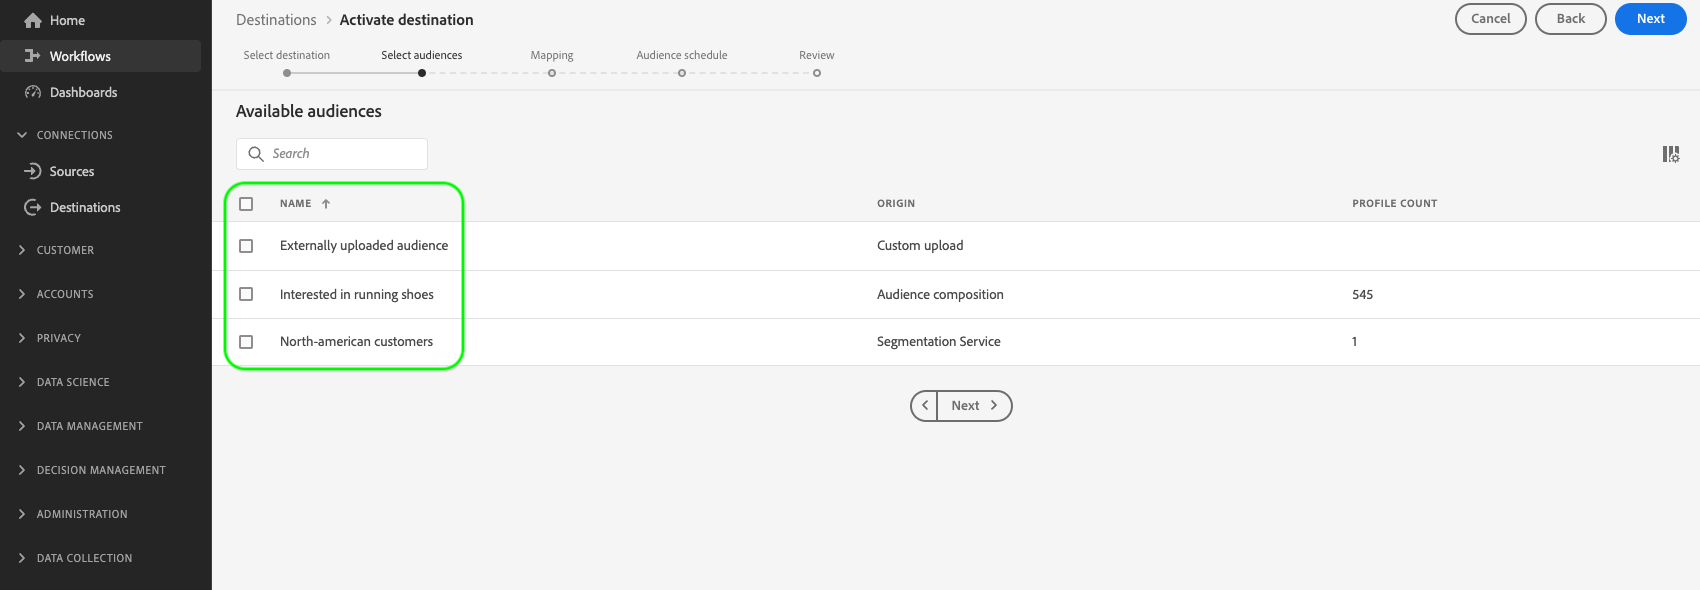 Home
Workflows
Dashboards
CONNECTIONS
Sources
Destinations
CUSTOMER
ACCOUNTS
PRIVACY
DATA SCIENCE
DATA MANAGEMENT
DECISION MANAGEMENT
ADMINISTRATION
DATA COLLECTION
Destinations > Activate destination
Cancel Back Next
Select destination Select audiences Mapping Audience schedule Review
Available audiences
Search
NAME ORIGIN PROFILE COUNT
Externally uploaded audience Custom upload
Interested in running shoes Audience composition 545
North-american customers Segmentation Service 1
Next